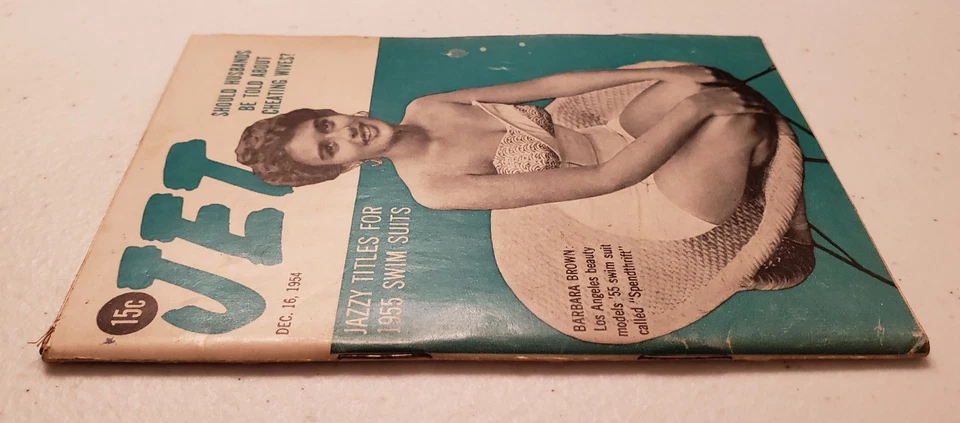 SHOULD HUSBANDS
BE TOLD ABOUT
CHEATING WIVES?
JET
15C
DEC. 16, 1954
JAZZY TITLES FOR
1955 SWIM SUITS
BARBARA BROWN:
Los Angeles beauty
models '55 swim suit
called "Spendthrift"